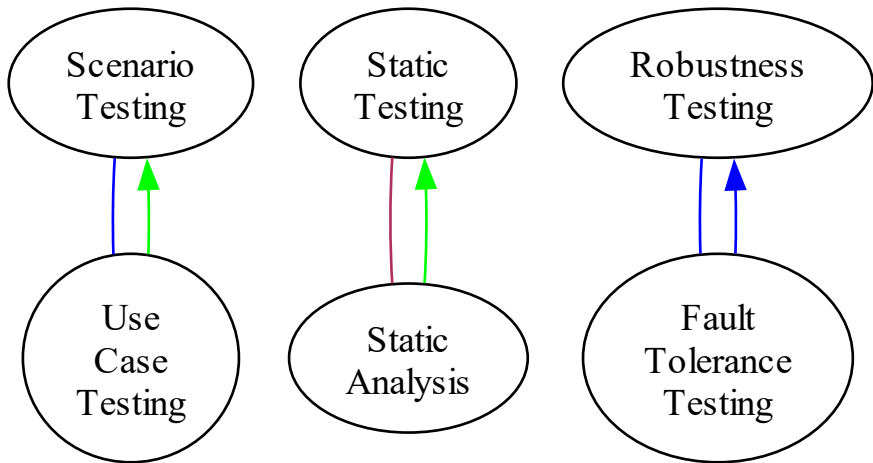 Scenario
Testing
Static
Testing
Robustness
Testing
Use
Case
Testing
Static
Analysis
Fault
Tolerance
Testing